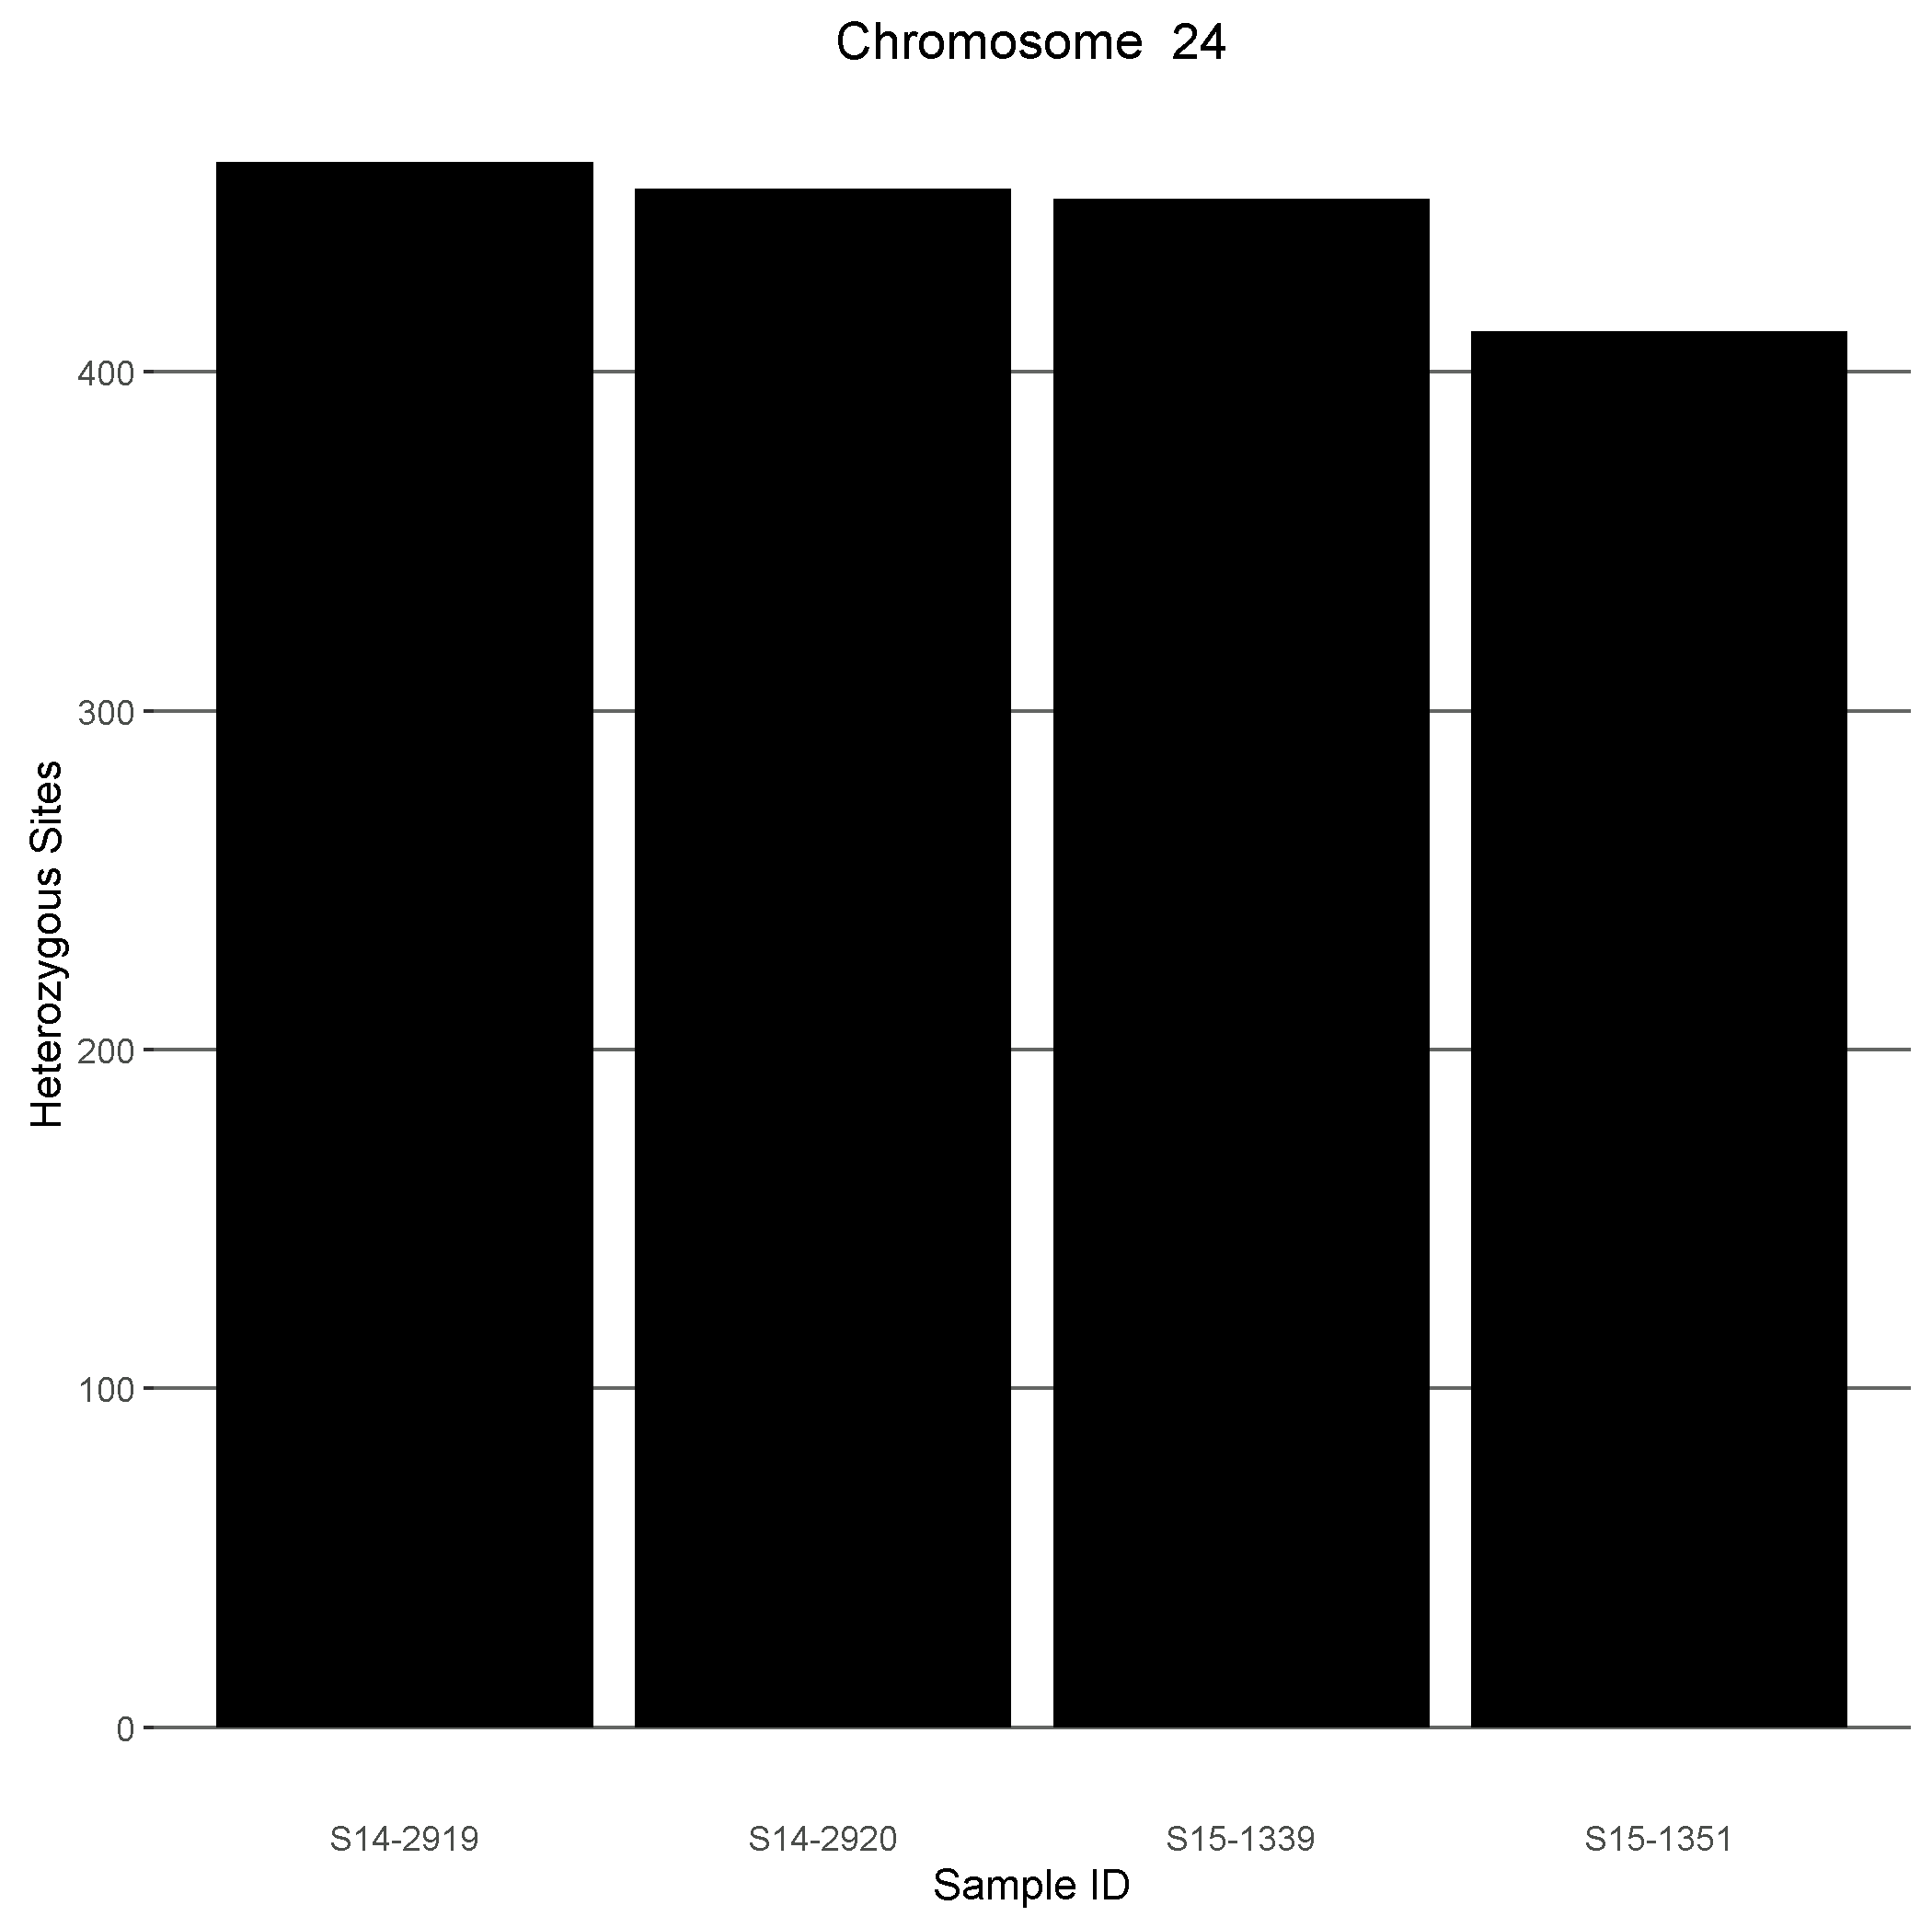 Chromosome  24
Heterozygous Sites
400
300
200
100
0
S14-2919 S14-2920 S15-1339 S15-1351
Sample ID